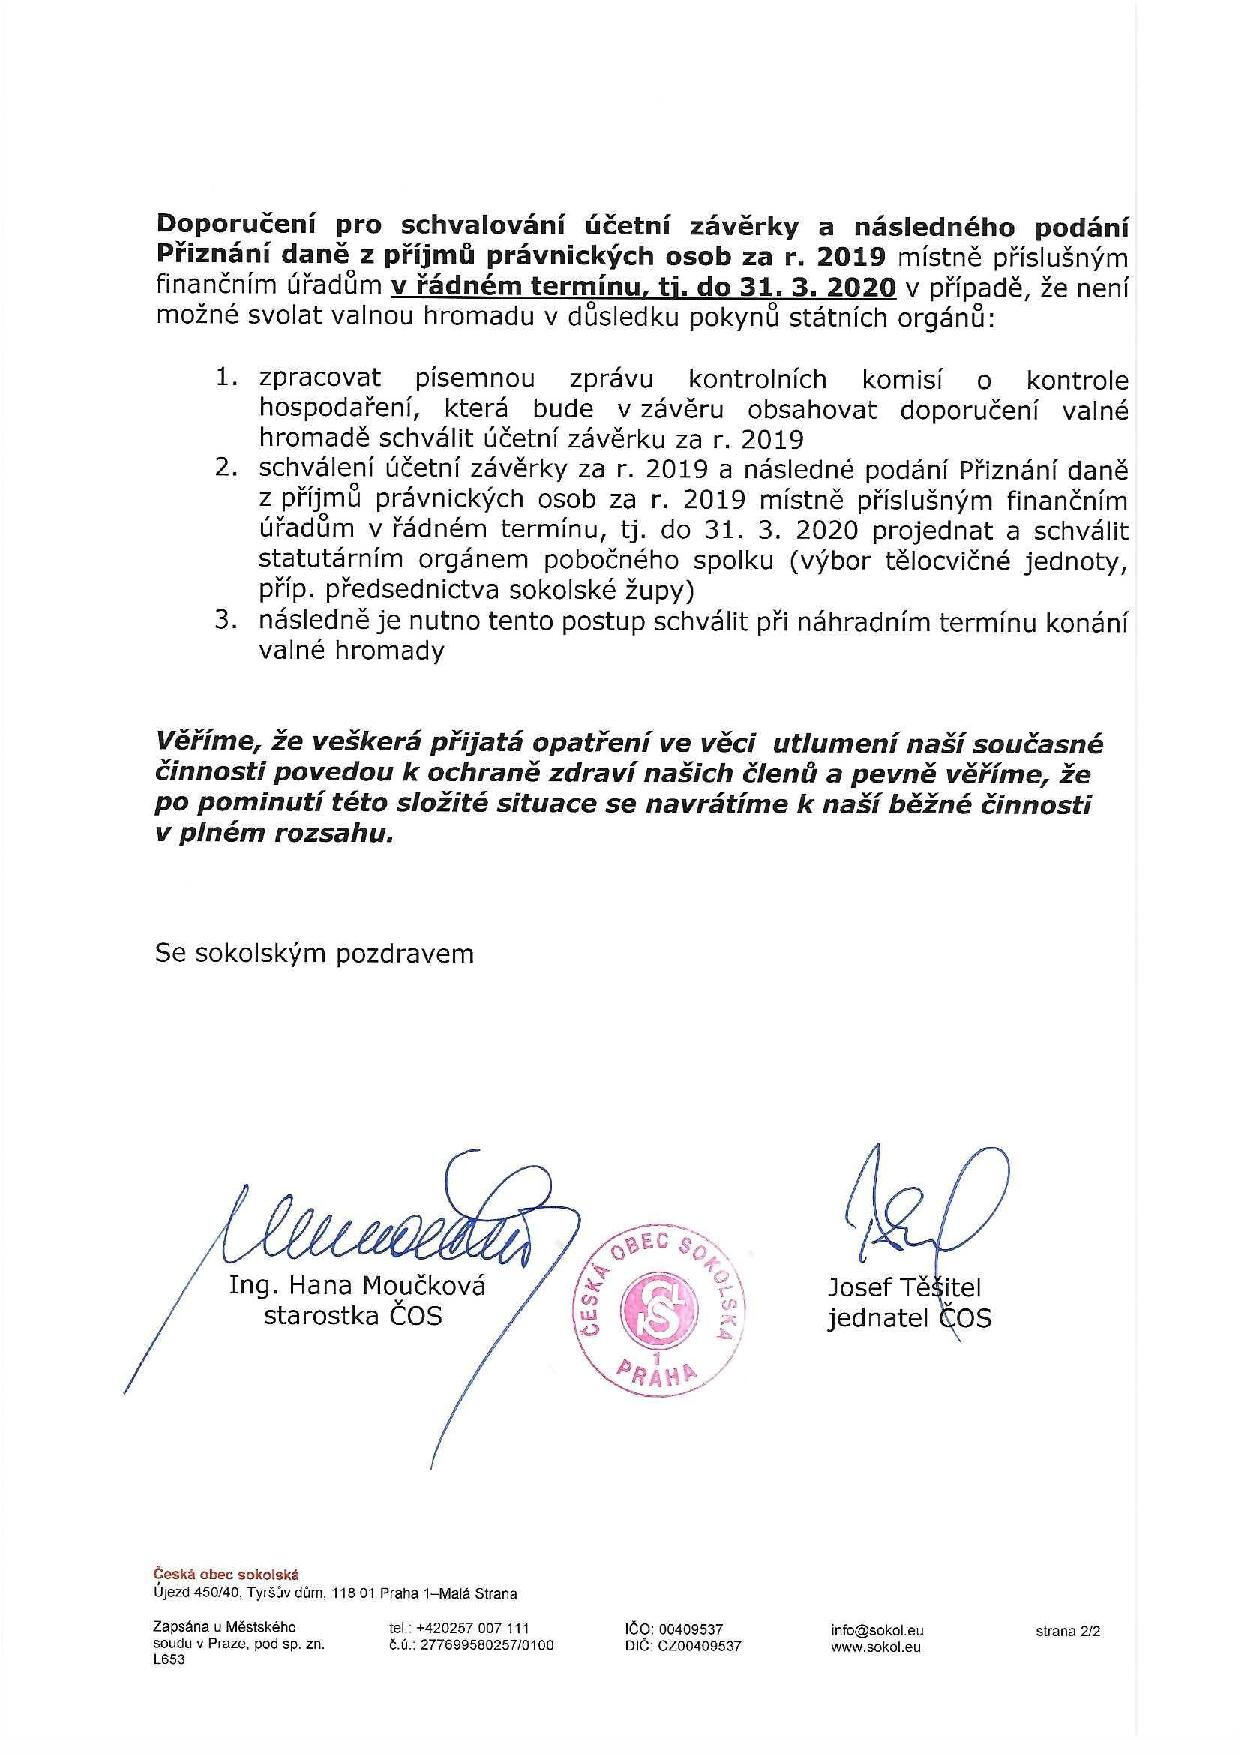 Doporučení pro schvalování účetní závěrky a následného podání
Přiznání daně z příjmů právnických osob za r. 2019 místně příslušným
finančním úřadům v řádném termínu, tj. do 31. 3. 2020 v případě, že není
možné svolat valnou hromadu v důsledku pokynů státních orgánů:
1. zpracovat písemnou zprávu kontrolních komisí o kontrole
hospodaření, která bude v závěru obsahovat doporučení valné
hromadě schválit účetní závěrku za r. 2019
2. schválení účetní závěrky za r. 2019 a následné podání Přiznání daně
z příjmů právnických osob za r. 2019 místně příslušným finančním
úřadům v řádném termínu, tj. do 31. 3. 2020 projednat a schválit
statutárním orgánem pobočného spolku (výbor tělocvičné jednoty,
příp. předsednictva sokolské župy)
3. následně je nutno tento postup schválit při náhradním termínu konání
valné hromady
Věříme, že veškerá přijatá opatření ve věci utlumení naší současné
činnosti povedou k ochraně zdraví našich členů a pevně věříme, že
po pominutí této složité situace se navrátíme k naší běžné činnosti
v plném rozsahu.
Se sokolským pozdravem
Ing. Hana Moučková
starostka ČOS
ČESKÁ OBEC SOKOLSKÁ
1
PRAHA
Josef Těšitel
jednatel ČOS
Česká obec sokolská
Újezd 450/40, Tyršův dům, 118 01 Praha 1–Malá Strana
Zapsána u Městského
soudu v Praze, pod sp. zn.
L653
tel.: +420257 007 111
č.ú.: 277699580257/0100
IČO: 00409537
DIČ: CZ00409537
info@sokol.eu
www.sokol.eu
strana 2/2